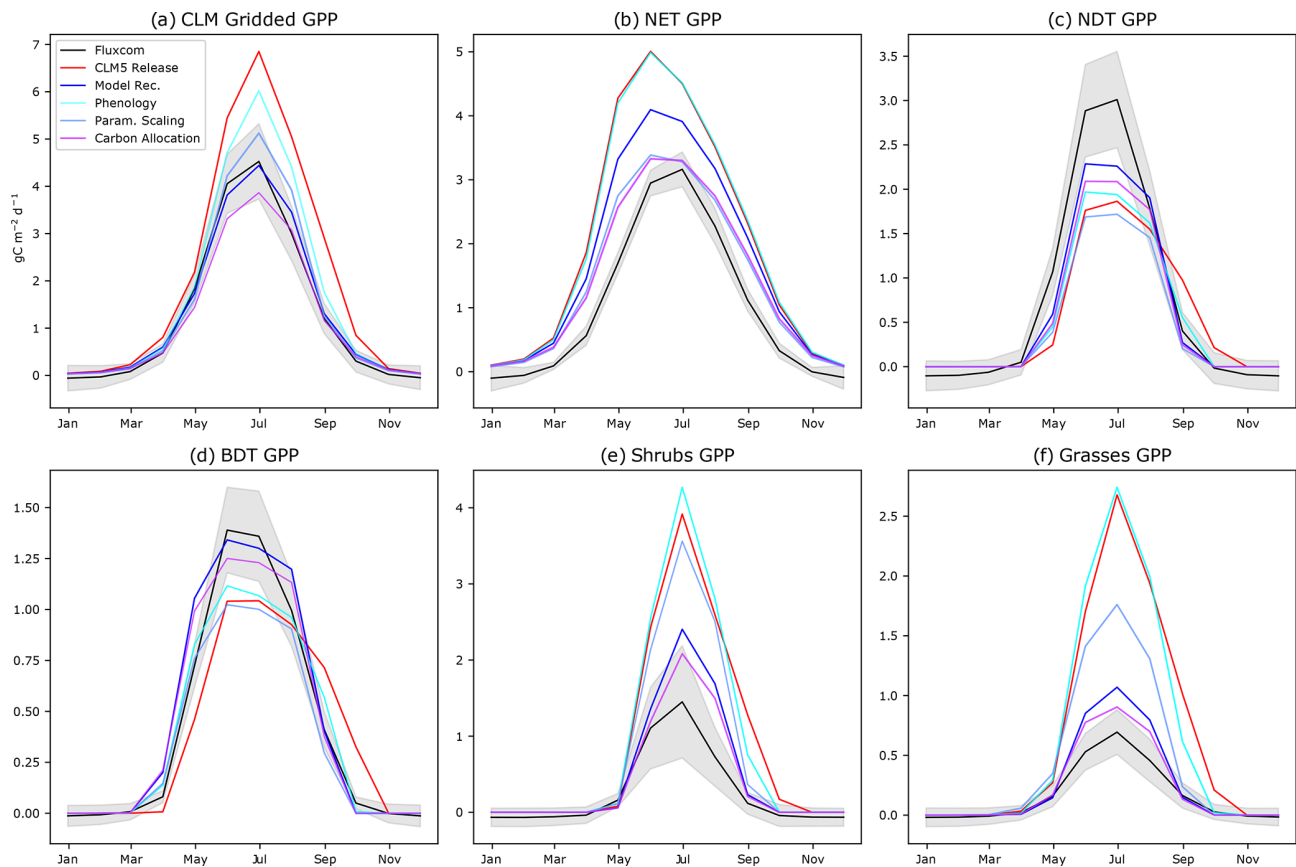 (a) CLM Gridded GPP
(b) NET GPP
(c) NDT GPP
7
6
5
4
3
2
1
0
gC m⁻² d⁻¹
Fluxcom
CLM5 Release
Model Rec.
Phenology
Param. Scaling
Carbon Allocation
Jan Mar May Jul Sep Nov
5
4
3
2
1
0
Jan Mar May Jul Sep Nov
3.5
3.0
2.5
2.0
1.5
1.0
0.5
0.0
Jan Mar May Jul Sep Nov
(d) BDT GPP
(e) Shrubs GPP
(f) Grasses GPP
1.50
1.25
1.00
0.75
0.50
0.25
0.00
Jan Mar May Jul Sep Nov
4
3
2
1
0
Jan Mar May Jul Sep Nov
2.5
2.0
1.5
1.0
0.5
0.0
Jan Mar May Jul Sep Nov